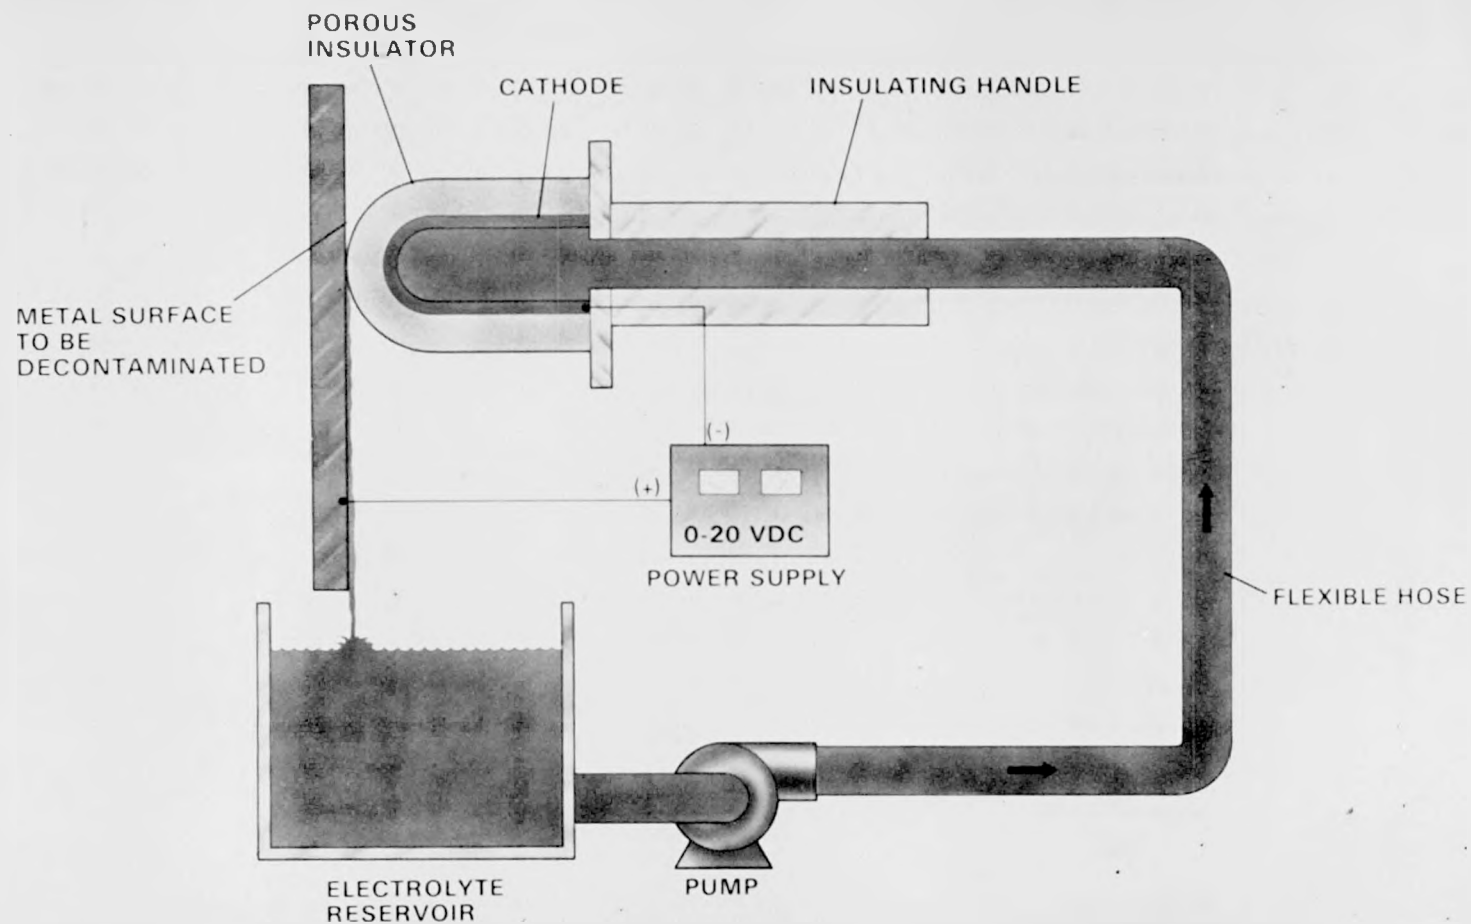 POROUS
INSULATOR
CATHODE
INSULATING HANDLE
METAL SURFACE
TO BE
DECONTAMINATED
(-)
(+)
0-20 VDC
POWER SUPPLY
FLEXIBLE HOSE
ELECTROLYTE
RESERVOIR
PUMP